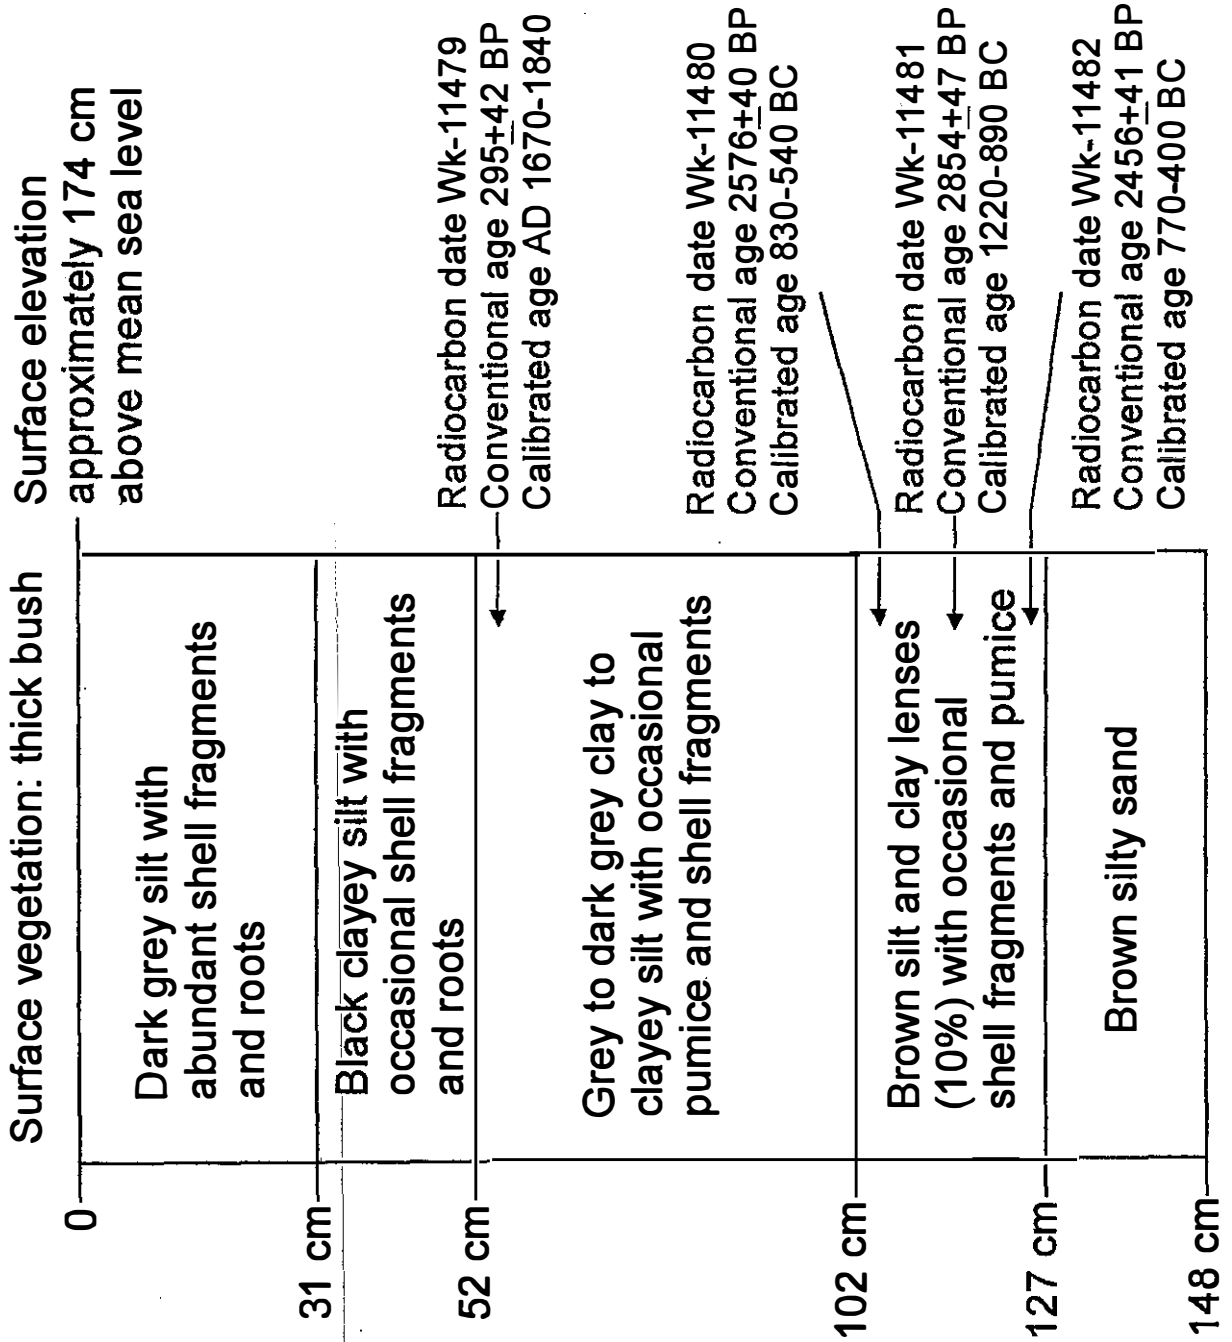 Surface vegetation: thick bush
Surface elevation
approximately 174 cm
above mean sea level
0
Dark grey silt with
abundant shell fragments
and roots
31 cm
Black clayey silt with
occasional shell fragments
and roots
52 cm
Radiocarbon date Wk-11479
Conventional age 295±42 BP
Calibrated age AD 1670-1840
Grey to dark grey clay to
clayey silt with occasional
pumice and shell fragments
Radiocarbon date Wk-11480
Conventional age 2576±40 BP
Calibrated age 830-540 BC
102 cm
Brown silt and clay lenses
(10%) with occasional
shell fragments and pumice
Radiocarbon date Wk-11481
Conventional age 2854±47 BP
Calibrated age 1220-890 BC
127 cm
Radiocarbon date Wk-11482
Conventional age 2456±41 BP
Calibrated age 770-400 BC
Brown silty sand
148 cm